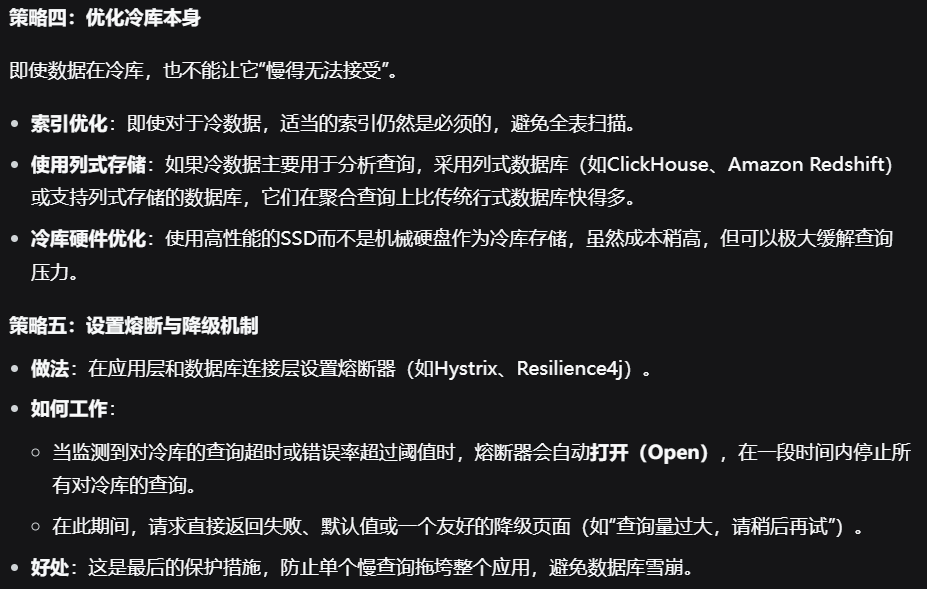 策略四：优化冷库本身
即使数据在冷库，也不能让它“慢得无法接受”。
• 索引优化：即使对于冷数据，适当的索引仍然是必须的，避免全表扫描。
• 使用列式存储：如果冷数据主要用于分析查询，采用列式数据库（如ClickHouse、Amazon Redshift）
或支持列式存储的数据库，它们在聚合查询上比传统行式数据库快得多。
• 冷库硬件优化：使用高性能的SSD而不是机械硬盘作为冷库存储，虽然成本稍高，但可以极大缓解查询
压力。
策略五：设置熔断与降级机制
• 做法：在应用层和数据库连接层设置熔断器（如Hystrix、Resilience4j）。
• 如何工作：
○ 当监测到对冷库的查询超时或错误率超过阈值时，熔断器会自动打开（Open），在一段时间内停止所
有对冷库的查询。
○ 在此期间，请求直接返回失败、默认值或一个友好的降级页面（如“查询量过大，请稍后再试”）。
• 好处：这是最后的保护措施，防止单个慢查询拖垮整个应用，避免数据库雪崩。